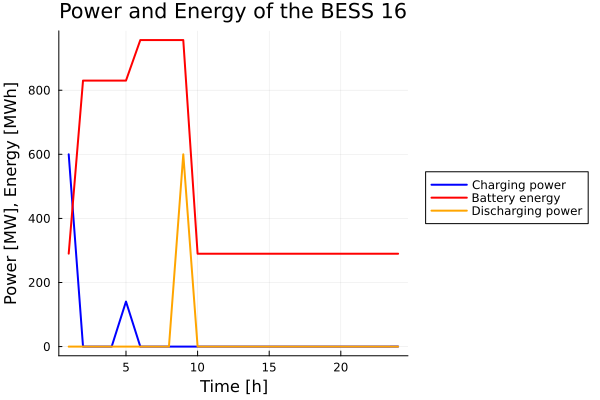 Power and Energy of the BESS 16
Power [MW], Energy [MWh]
800
600
400
200
0
5
10
15
20
Time [h]
Charging power
Battery energy
Discharging power